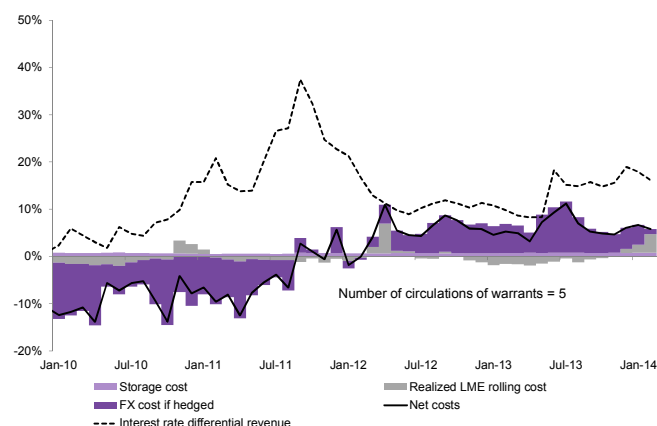 50%
40%
30%
20%
10%
0%
-10%
-20%
Number of circulations of warrants = 5
Jan-10 Jul-10 Jan-11 Jul-11 Jan-12 Jul-12 Jan-13 Jul-13 Jan-14
Storage cost Realized LME rolling cost
FX cost if hedged Net costs
Interest rate differential revenue